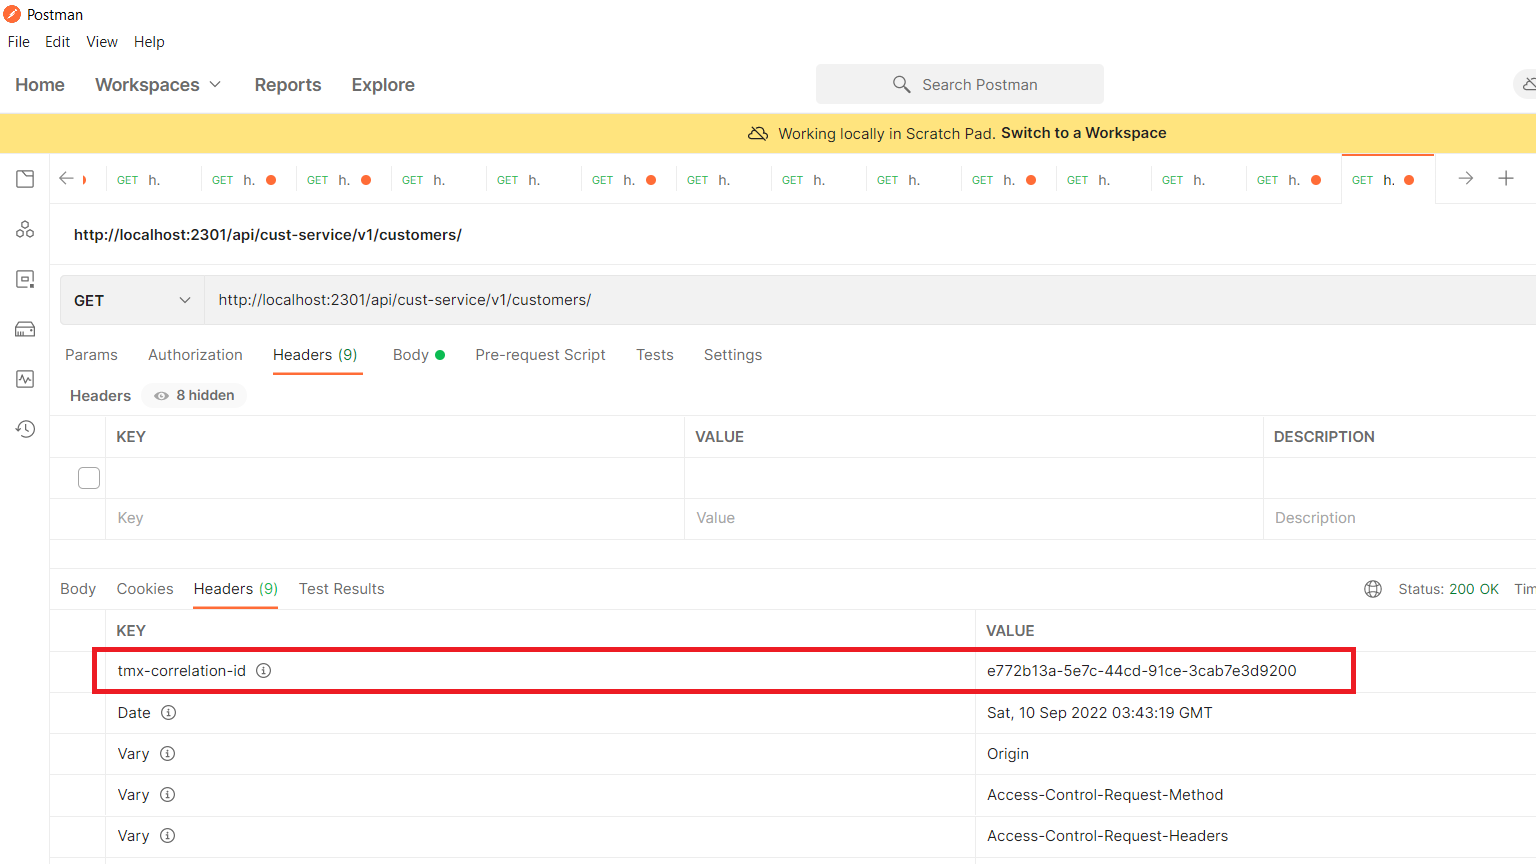 Postman
File Edit View Help
Home Workspaces Reports Explore Search Postman
Working locally in Scratch Pad. Switch to a Workspace
GET h. GET h. GET h. GET h. GET h. GET h. GET h. GET h. GET h. GET h. GET h. GET h. GET h. GET h.
http://localhost:2301/api/cust-service/v1/customers/
GET http://localhost:2301/api/cust-service/v1/customers/
Params Authorization Headers (9) Body Pre-request Script Tests Settings
Headers 8 hidden
KEY VALUE DESCRIPTION
Key Value Description
Body Cookies Headers (9) Test Results Status: 200 OK Tim
KEY VALUE
tmx-correlation-id e772b13a-5e7c-44cd-91ce-3cab7e3d9200
Date Sat, 10 Sep 2022 03:43:19 GMT
Vary Origin
Vary Access-Control-Request-Method
Vary Access-Control-Request-Headers